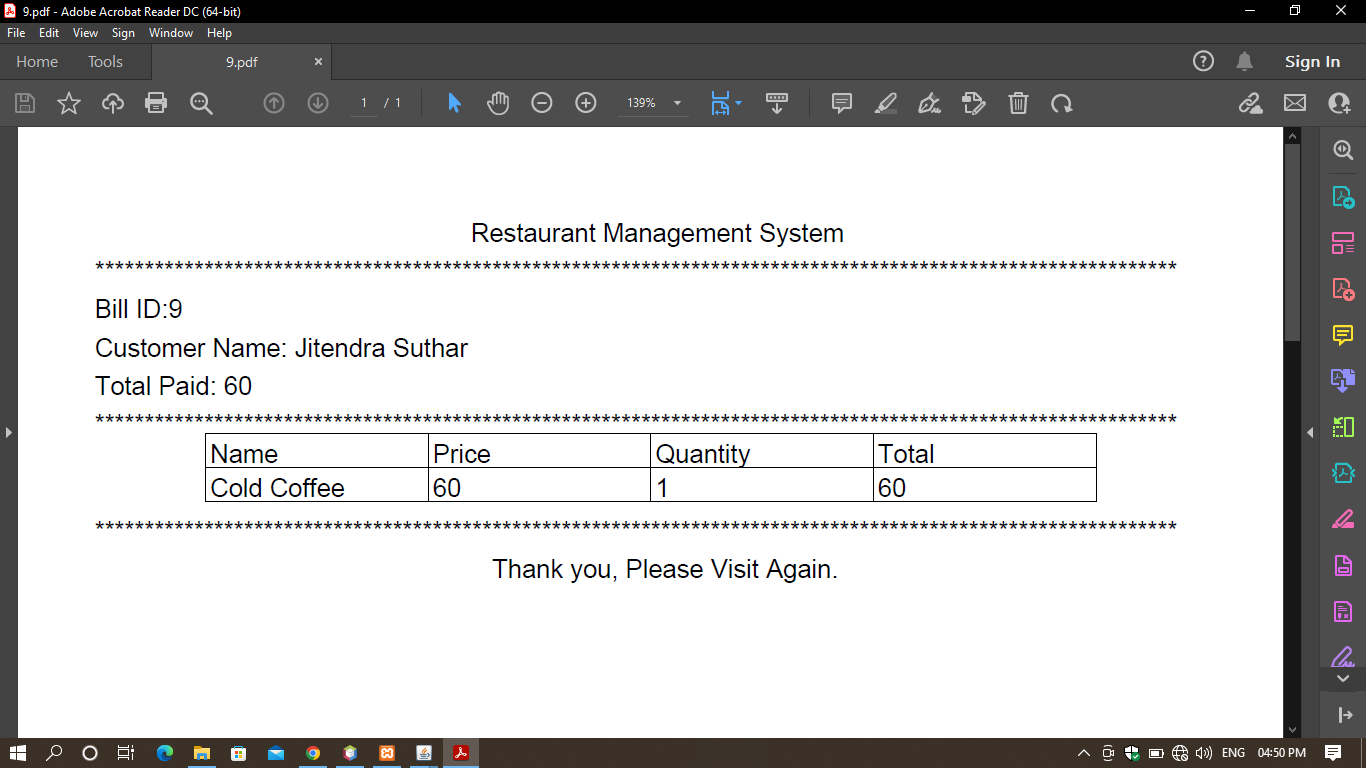 9.pdf - Adobe Acrobat Reader DC (64-bit)
File Edit View Sign Window Help
Home Tools 9.pdf × ? Sign In
1 / 1 139%
Restaurant Management System
*************************************************************************************************************
Bill ID:9
Customer Name: Jitendra Suthar
Total Paid: 60
*************************************************************************************************************
Name Price Quantity Total
Cold Coffee 60 1 60
*************************************************************************************************************
Thank you, Please Visit Again.
ENG 04:50 PM